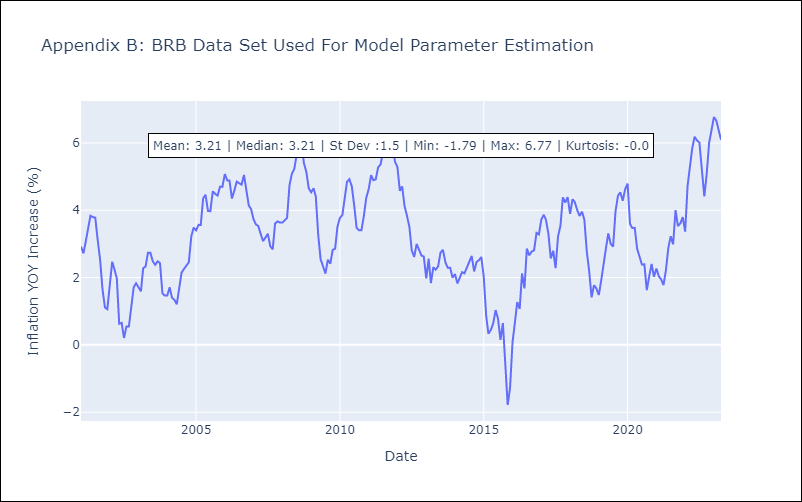 Appendix B: BRB Data Set Used For Model Parameter Estimation
Mean: 3.21 | Median: 3.21 | St Dev :1.5 | Min: -1.79 | Max: 6.77 | Kurtosis: -0.0
Inflation YOY Increase (%)
6
4
2
0
−2
2005 2010 2015 2020
Date